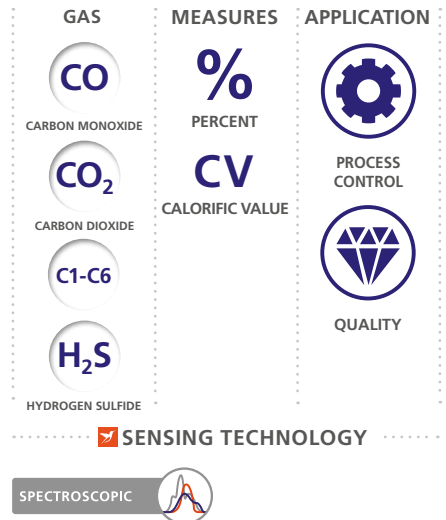 GAS
CO
CARBON MONOXIDE
CO₂
CARBON DIOXIDE
C1-C6
H₂S
HYDROGEN SULFIDE
MEASURES
%
PERCENT
CV
CALORIFIC VALUE
APPLICATION
PROCESS
CONTROL
QUALITY
SENSING TECHNOLOGY
SPECTROSCOPIC